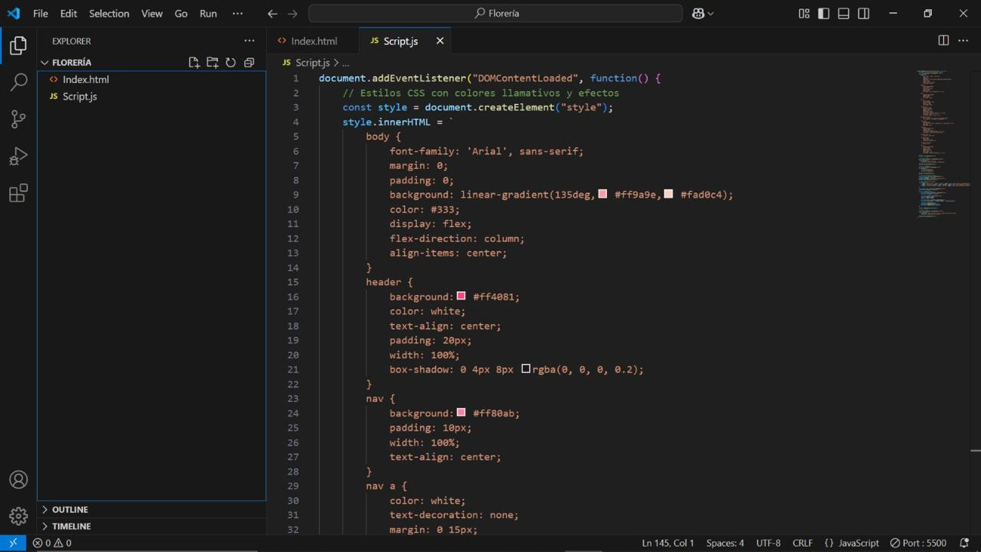 File Edit Selection View Go Run ··· Florería
EXPLORER ···
FLORERÍA
<> Index.html
JS Script.js
<> Index.html
JS Script.js ×
JS Script.js > ...
1 document.addEventListener("DOMContentLoaded", function() {
2 // Estilos CSS con colores llamativos y efectos
3 const style = document.createElement("style");
4 style.innerHTML = `
5 body {
6 font-family: 'Arial', sans-serif;
7 margin: 0;
8 padding: 0;
9 background: linear-gradient(135deg, #ff9a9e, #fad0c4);
10 color: #333;
11 display: flex;
12 flex-direction: column;
13 align-items: center;
14 }
15 header {
16 background: #ff4081;
17 color: white;
18 text-align: center;
19 padding: 20px;
20 width: 100%;
21 box-shadow: 0 4px 8px rgba(0, 0, 0, 0.2);
22 }
23 nav {
24 background: #ff80ab;
25 padding: 10px;
26 width: 100%;
27 text-align: center;
28 }
29 nav a {
30 color: white;
31 text-decoration: none;
32 margin: 0 15px;
OUTLINE
TIMELINE
0 0 Ln 145, Col 1 Spaces: 4 UTF-8 CRLF {} JavaScript Port : 5500